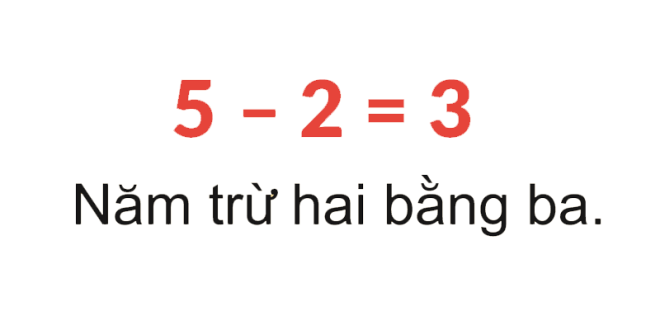 5 – 2 = 3
Năm trừ hai bằng ba.